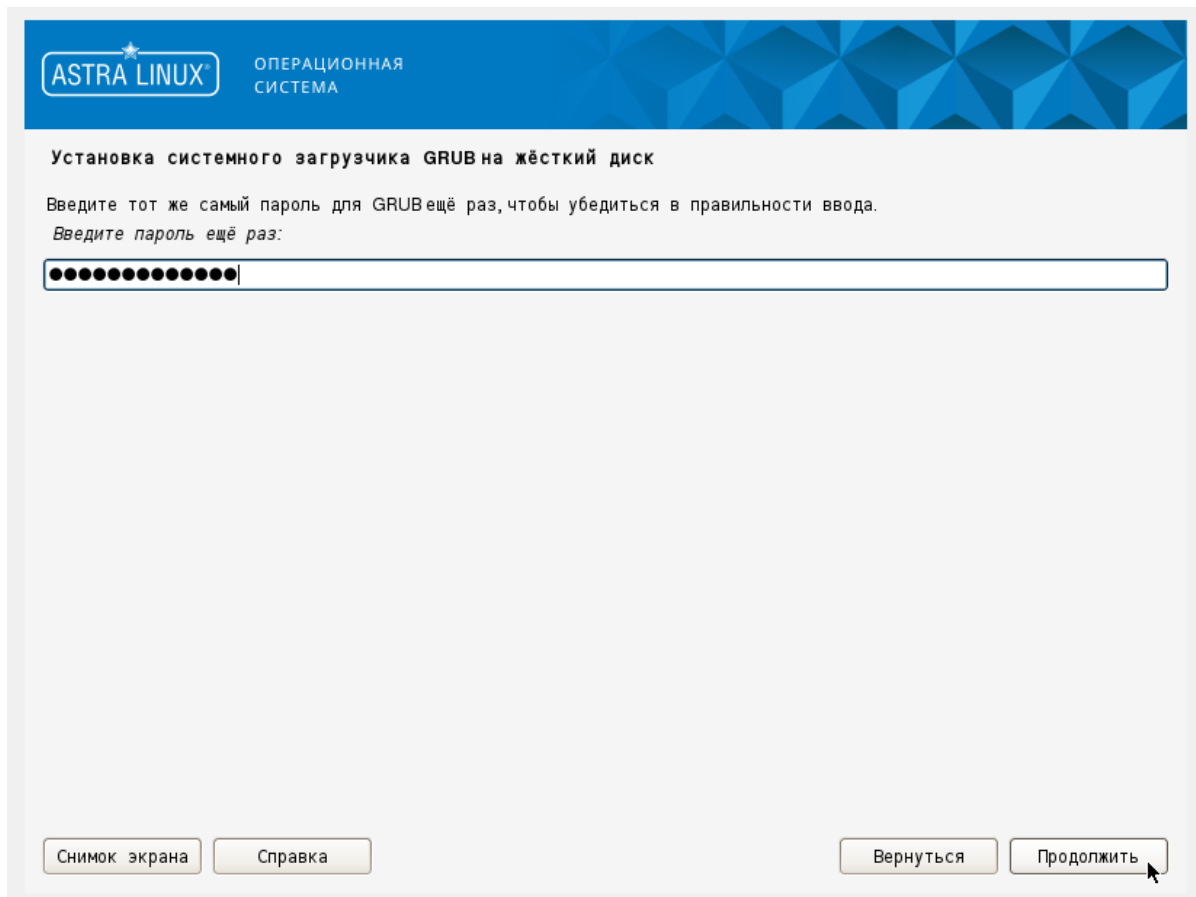 ASTRA LINUX®
ОПЕРАЦИОННАЯ
СИСТЕМА
Установка системного загрузчика GRUB на жёсткий диск
Введите тот же самый пароль для GRUB ещё раз, чтобы убедиться в правильности ввода.
Введите пароль ещё раз:
●●●●●●●●●●●●●
Снимок экрана Справка Вернуться Продолжить